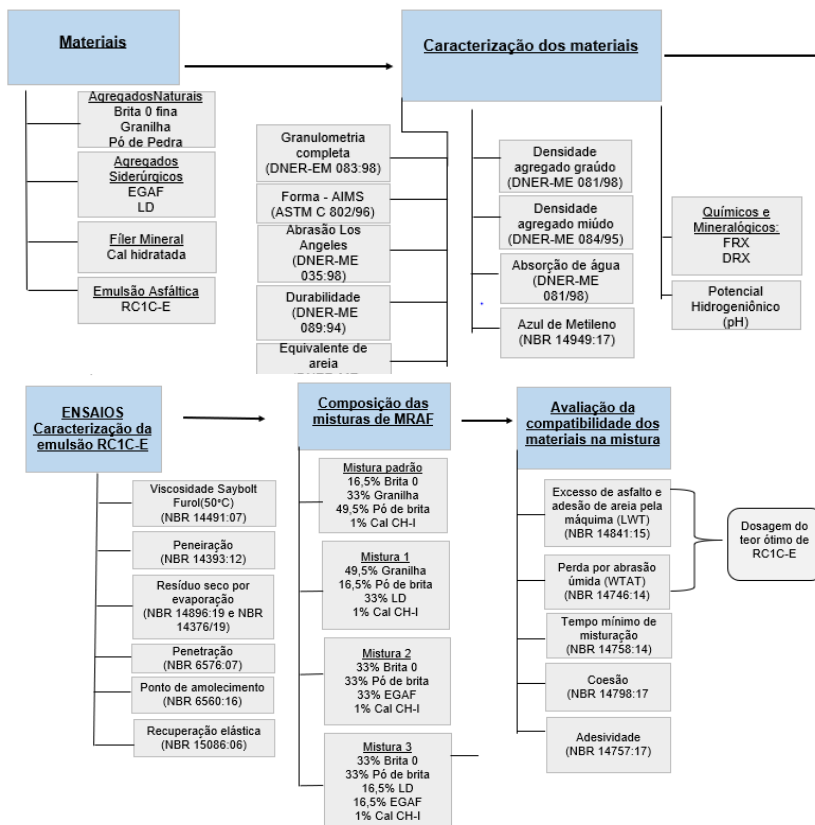 Materiais
AgregadosNaturais
Brita 0 fina
Granilha
Pó de Pedra
Agregados
Siderúrgicos
EGAF
LD
Fíler Mineral
Cal hidratada
Emulsão Asfáltica
RC1C-E
Caracterização dos materiais
Granulometria
completa
(DNER-EM 083:98)
Forma - AIMS
(ASTM C 802/96)
Abrasão Los
Angeles
(DNER-ME
035:98)
Durabilidade
(DNER-ME
089:94)
Equivalente de
areia
Densidade
agregado graúdo
(DNER-ME 081/98)
Densidade
agregado miúdo
(DNER-ME 084/95)
Absorção de água
(DNER-ME
081/98)
Azul de Metileno
(NBR 14949:17)
Químicos e
Mineralógicos:
FRX
DRX
Potencial
Hidrogeniônico
(pH)
ENSAIOS
Caracterização da
emulsão RC1C-E
Viscosidade Saybolt
Furol(50°C)
(NBR 14491:07)
Peneiração
(NBR 14393:12)
Resíduo seco por
evaporação
(NBR 14896:19 e NBR
14376/19)
Penetração
(NBR 6576:07)
Ponto de amolecimento
(NBR 6560:16)
Recuperação elástica
(NBR 15086:06)
Composição das
misturas de MRAF
Mistura padrão
16,5% Brita 0
33% Granilha
49,5% Pó de brita
1% Cal CH-I
Mistura 1
49,5% Granilha
16,5% Pó de brita
33% LD
1% Cal CH-I
Mistura 2
33% Brita 0
33% Pó de brita
33% EGAF
1% Cal CH-I
Mistura 3
33% Brita 0
33% Pó de brita
16,5% LD
16,5% EGAF
1% Cal CH-I
Avaliação da
compatibilidade dos
materiais na mistura
Excesso de asfalto e
adesão de areia pela
máquina (LWT)
(NBR 14841:15)
Perda por abrasão
úmida (WTAT)
(NBR 14746:14)
Tempo mínimo de
misturação
(NBR 14758:14)
Coesão
(NBR 14798:17
Adesividade
(NBR 14757:17)
Dosagem do
teor ótimo de
RC1C-E